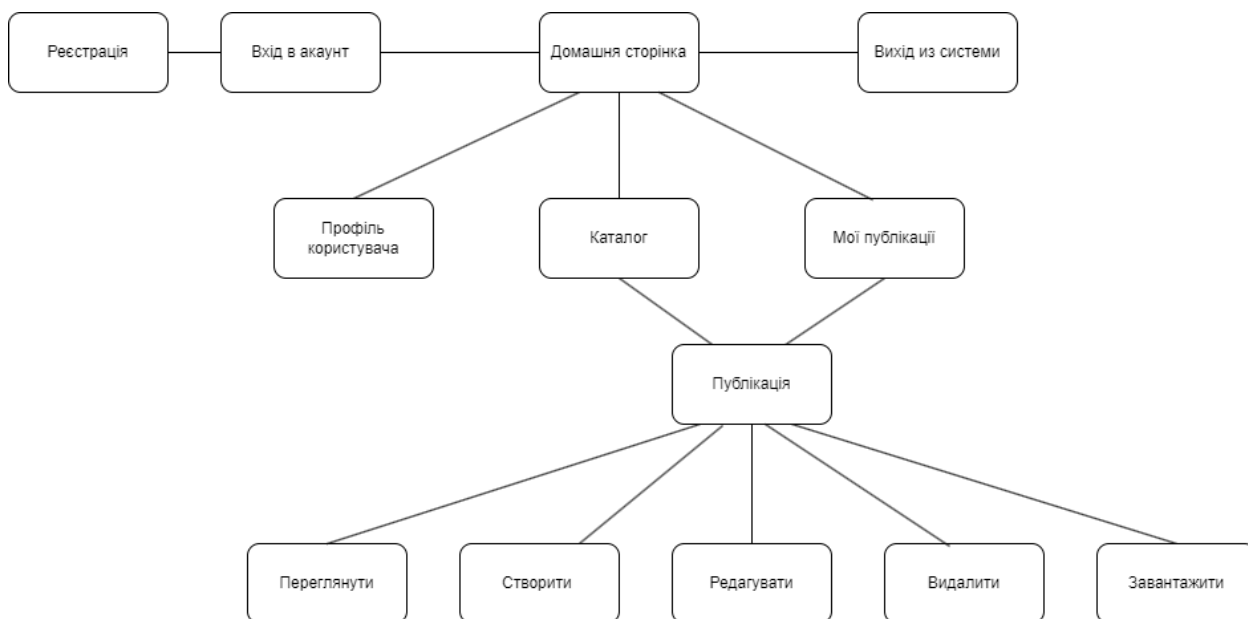 Реєстрація
Вхід в акаунт
Домашня сторінка
Вихід из системи
Профіль
користувача
Каталог
Мої публікації
Публікація
Переглянути
Створити
Редагувати
Видалити
Завантажити